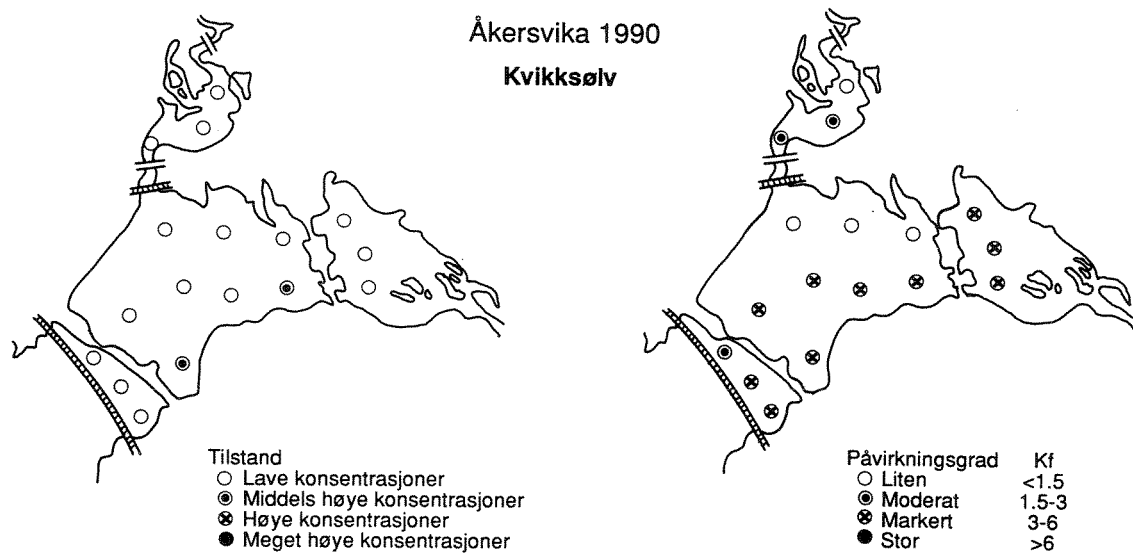 Åkersvika 1990
Kvikksølv
Tilstand
Lave konsentrasjoner
Middels høye konsentrasjoner
Høye konsentrasjoner
Meget høye konsentrasjoner
Påvirkningsgrad Kf
Liten <1.5
Moderat 1.5-3
Markert 3-6
Stor >6